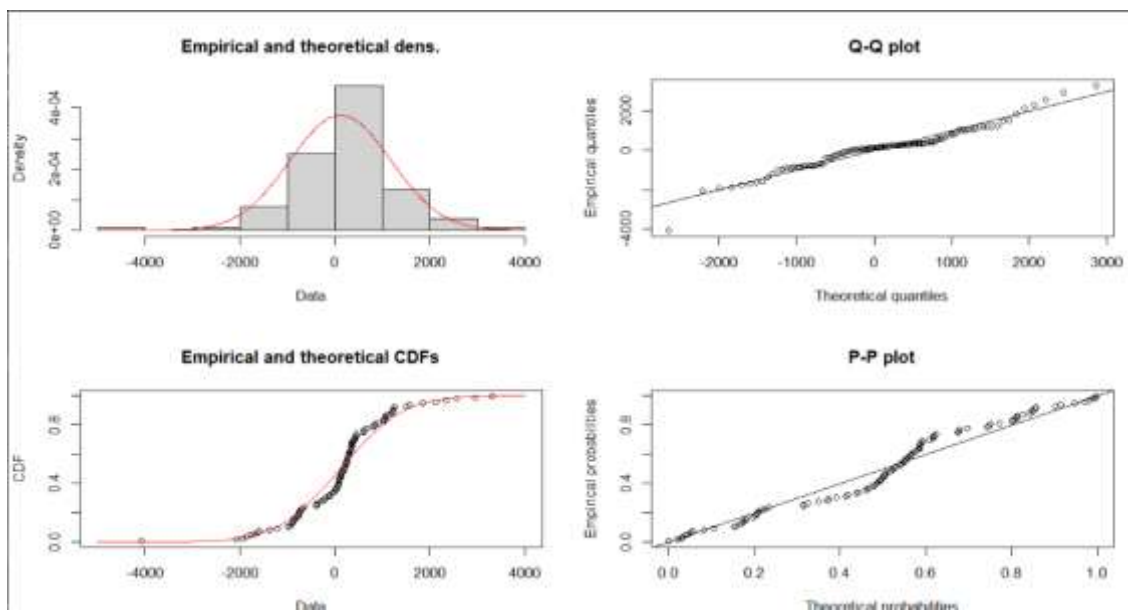 Empirical and theoretical dens.
Density
0e+00 2e-04 4e-04
-4000 -2000 0 2000 4000
Data
Q-Q plot
Empirical quantiles
-4000 0 2000
-2000 -1000 0 1000 2000 3000
Theoretical quantiles
Empirical and theoretical CDFs
CDF
0.0 0.4 0.8
-4000 -2000 0 2000 4000
Data
P-P plot
Empirical probabilities
0.0 0.4 0.8
0.0 0.2 0.4 0.6 0.8 1.0
Theoretical probabilities